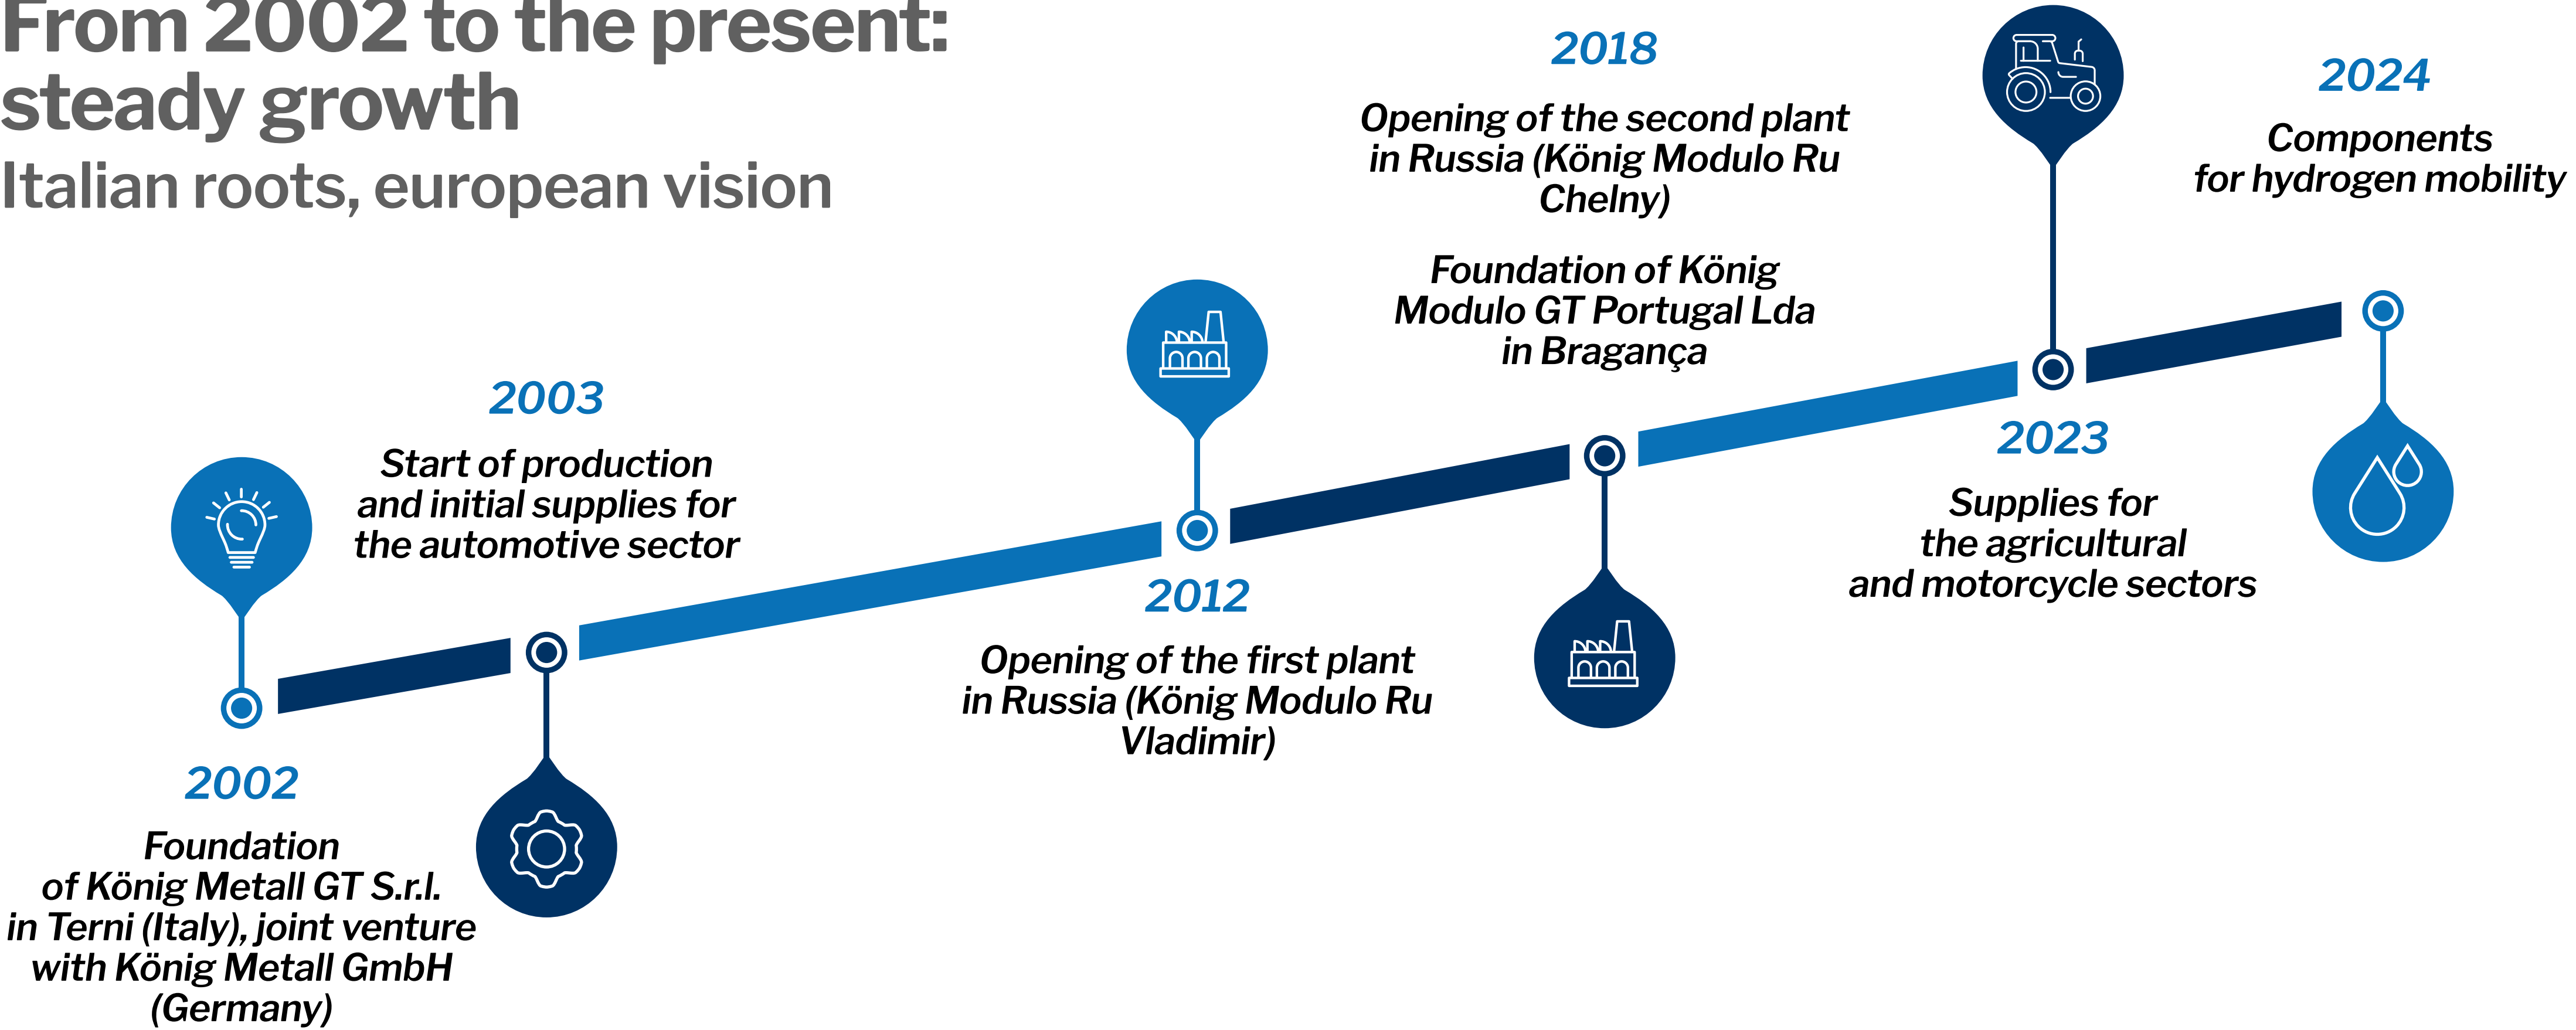 From 2002 to the present:
steady growth
Italian roots, european vision
2002
Foundation
of König Metall GT S.r.l.
in Terni (Italy), joint venture
with König Metall GmbH
(Germany)
2003
Start of production
and initial supplies for
the automotive sector
2012
Opening of the first plant
in Russia (König Modulo Ru
Vladimir)
2018
Opening of the second plant
in Russia (König Modulo Ru
Chelny)
Foundation of König
Modulo GT Portugal Lda
in Bragança
2023
Supplies for
the agricultural
and motorcycle sectors
2024
Components
for hydrogen mobility